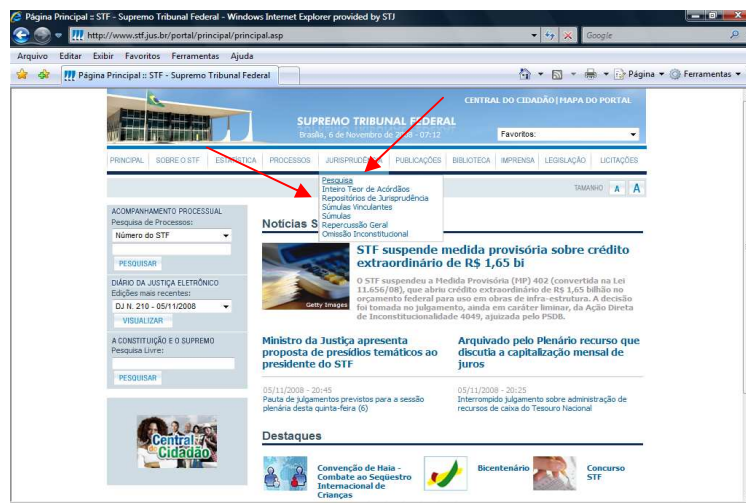 Página Principal :: STF - Supremo Tribunal Federal - Windows Internet Explorer provided by STJ
http://www.stf.jus.br/portal/principal/principal.asp
Google
Arquivo Editar Exibir Favoritos Ferramentas Ajuda
Página Principal :: STF - Supremo Tribunal Federal
Página Ferramentas
CENTRAL DO CIDADÃO | MAPA DO PORTAL
SUPREMO TRIBUNAL FEDERAL
Brasília, 6 de Novembro de 2008 - 07:12
Favoritos:
PRINCIPAL SOBRE O STF ESTATÍSTICA PROCESSOS JURISPRUDÊNCIA PUBLICAÇÕES BIBLIOTECA IMPRENSA LEGISLAÇÃO LICITAÇÕES
Pesquisa
Inteiro Teor de Acórdãos
Repositórios de Jurisprudência
Súmulas Vinculantes
Súmulas
Repercussão Geral
Omissão Inconstitucional
TAMANHO A A
ACOMPANHAMENTO PROCESSUAL
Pesquisa de Processos:
Número do STF
PESQUISAR
DIÁRIO DA JUSTIÇA ELETRÔNICO
Edições mais recentes:
DJ N. 210 - 05/11/2008
VISUALIZAR
A CONSTITUIÇÃO E O SUPREMO
Pesquisa Livre:
PESQUISAR
Central do Cidadão
Notícias S
Getty Images
STF suspende medida provisória sobre crédito
extraordinário de R$ 1,65 bi
O STF suspendeu a Medida Provisória (MP) 402 (convertida na Lei
11.656/08), que abriu crédito extraordinário de R$ 1,65 bilhão no
orçamento federal para uso em obras de infra-estrutura. A decisão
foi tomada no julgamento, ainda em caráter liminar, da Ação Direta
de Inconstitucionalidade 4049, ajuizada pelo PSDB.
Ministro da Justiça apresenta
proposta de presídios temáticos ao
presidente do STF
Arquivado pelo Plenário recurso que
discutia a capitalização mensal de
juros
05/11/2008 - 20:45
Pauta de julgamentos previstos para a sessão
plenária desta quinta-feira (6)
05/11/2008 - 20:25
Interrompido julgamento sobre administração de
recursos de caixa do Tesouro Nacional
Destaques
Convenção de Haia -
Combate ao Seqüestro
Internacional de
Crianças
Bicentenário
Concurso
STF